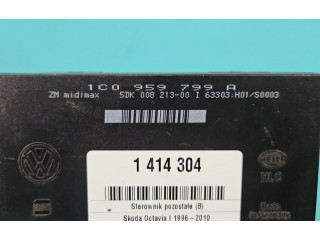 1C0 959 799 A
ZM midimax 5DK 008 213-00 I 63303:H01/S0003
1 414 304
HLS
Sterownik pozostałe (B)
Skoda Octavia I 1996-2010